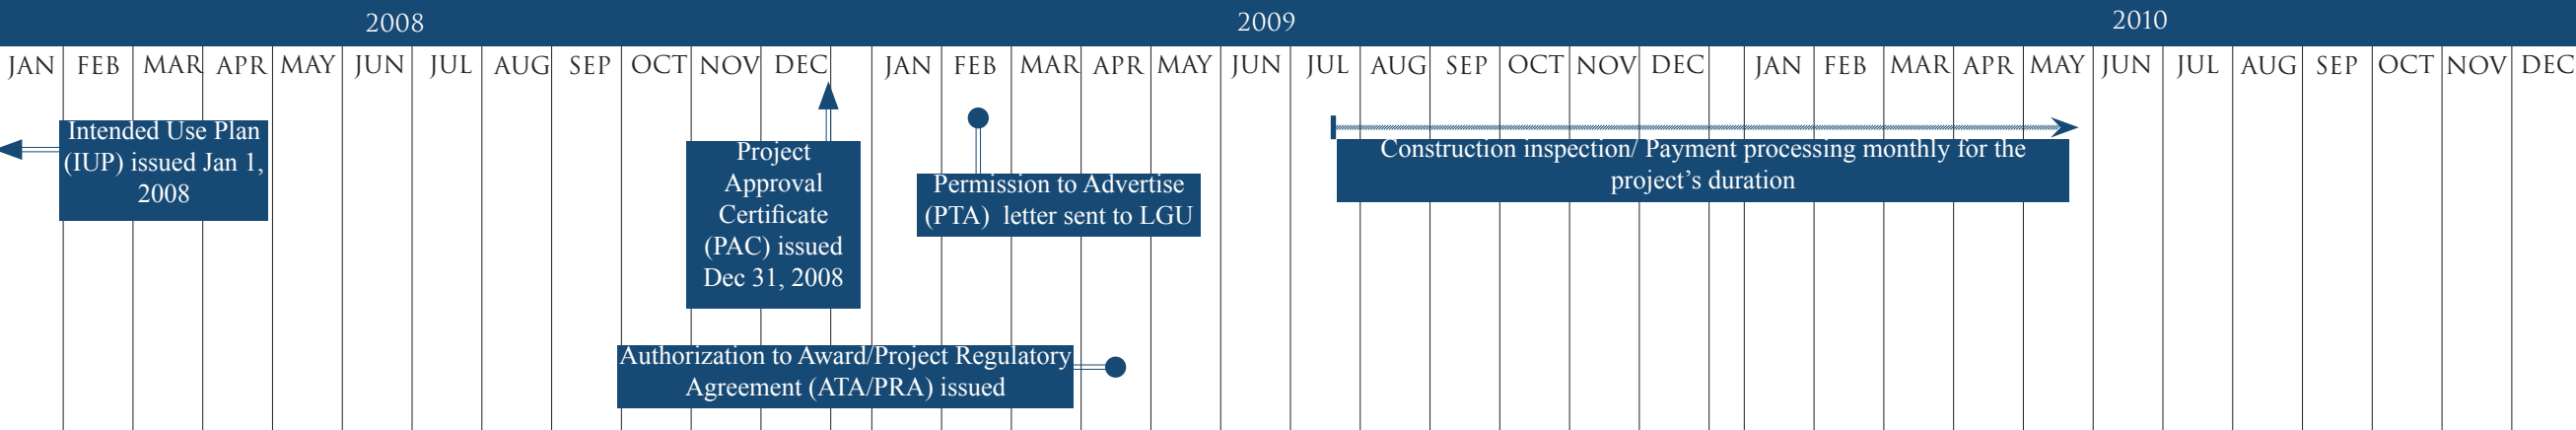 2008 2009 2010
JAN FEB MAR APR MAY JUN JUL AUG SEP OCT NOV DEC JAN FEB MAR APR MAY JUN JUL AUG SEP OCT NOV DEC JAN FEB MAR APR MAY JUN JUL AUG SEP OCT NOV DEC
Intended Use Plan
(IUP) issued Jan 1,
2008
Project
Approval
Certificate
(PAC) issued
Dec 31, 2008
Permission to Advertise
(PTA) letter sent to LGU
Construction inspection/ Payment processing monthly for the
project’s duration
Authorization to Award/Project Regulatory
Agreement (ATA/PRA) issued